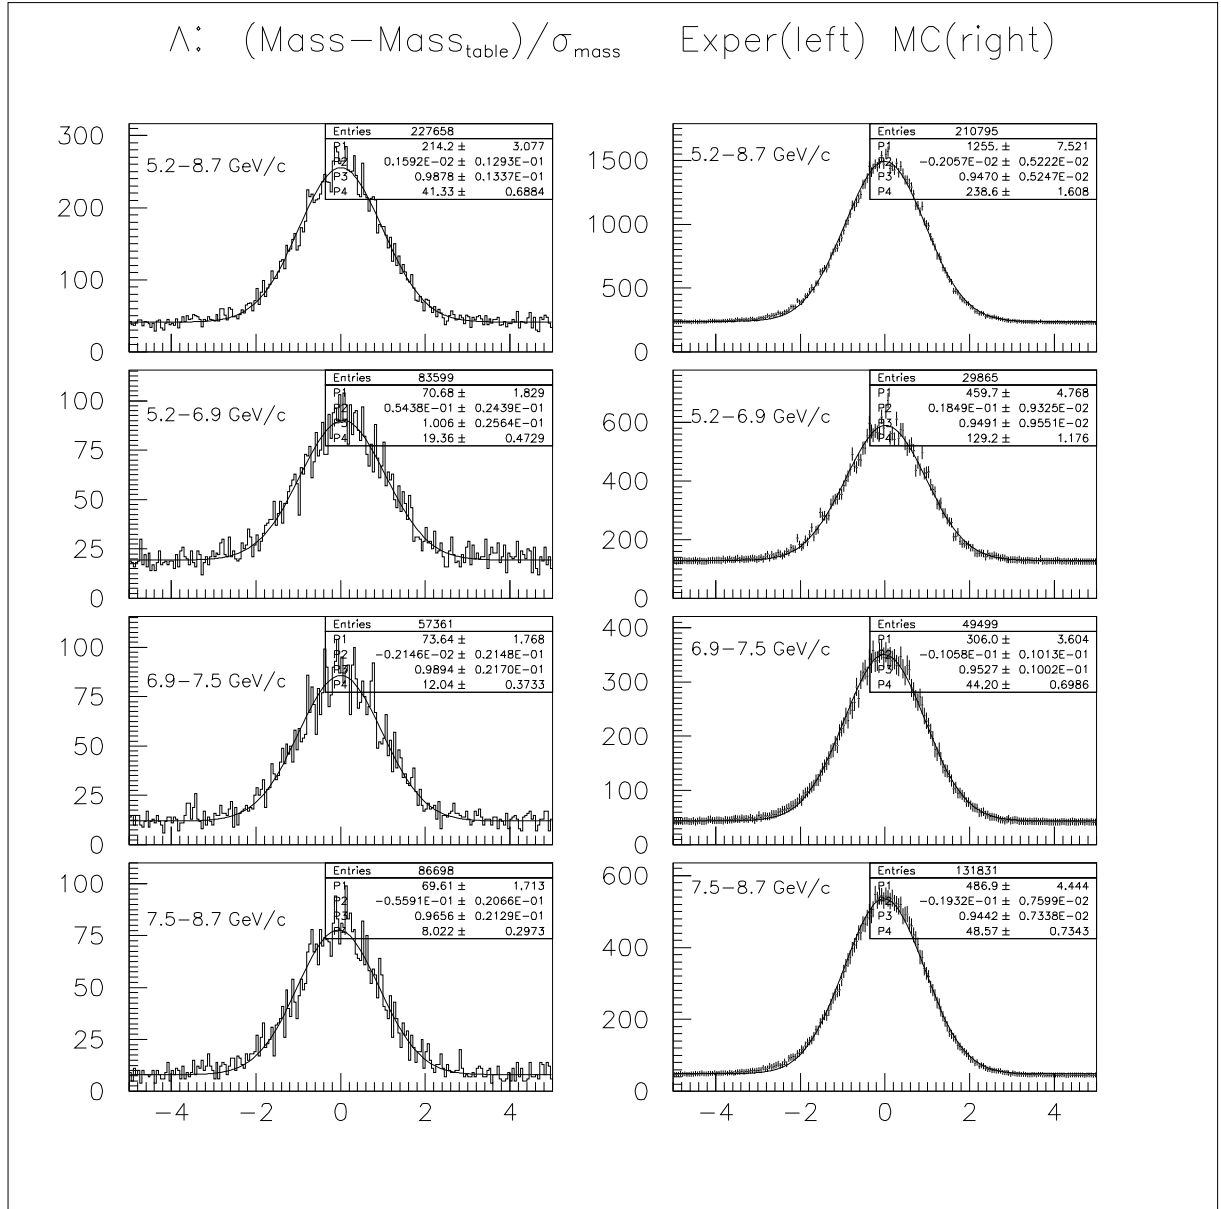 Λ: (Mass−Mass_table)/σ_mass Exper(left) MC(right)
5.2−8.7 GeV/c
Entries 227658
P1 214.2 ± 3.077
P2 0.1592E−02 ± 0.1293E−01
P3 0.9878 ± 0.1337E−01
P4 41.33 ± 0.6884
300
200
100
0
5.2−8.7 GeV/c
Entries 210795
P1 1255. ± 7.521
P2 −0.2057E−02 ± 0.5222E−02
P3 0.9470 ± 0.5247E−02
P4 238.6 ± 1.608
1500
1000
500
0
5.2−6.9 GeV/c
Entries 83599
P1 70.68 ± 1.829
P2 0.5438E−01 ± 0.2439E−01
P3 1.006 ± 0.2564E−01
P4 19.36 ± 0.4729
100
75
50
25
0
5.2−6.9 GeV/c
Entries 29865
P1 459.7 ± 4.768
P2 0.1849E−01 ± 0.9325E−02
P3 0.9491 ± 0.9551E−02
P4 129.2 ± 1.176
600
400
200
0
6.9−7.5 GeV/c
Entries 57361
P1 73.64 ± 1.768
P2 −0.2146E−02 ± 0.2148E−01
P3 0.9894 ± 0.2170E−01
P4 12.04 ± 0.3733
100
75
50
25
0
6.9−7.5 GeV/c
Entries 49499
P1 306.0 ± 3.604
P2 −0.1058E−01 ± 0.1013E−01
P3 0.9527 ± 0.1002E−01
P4 44.20 ± 0.6986
400
300
200
100
0
7.5−8.7 GeV/c
Entries 86698
P1 69.61 ± 1.713
P2 −0.5591E−01 ± 0.2066E−01
P3 0.9656 ± 0.2129E−01
P4 8.022 ± 0.2973
100
75
50
25
0
−4 −2 0 2 4
7.5−8.7 GeV/c
Entries 131831
P1 486.9 ± 4.444
P2 −0.1932E−01 ± 0.7599E−02
P3 0.9442 ± 0.7338E−02
P4 48.57 ± 0.7343
600
400
200
0
−4 −2 0 2 4